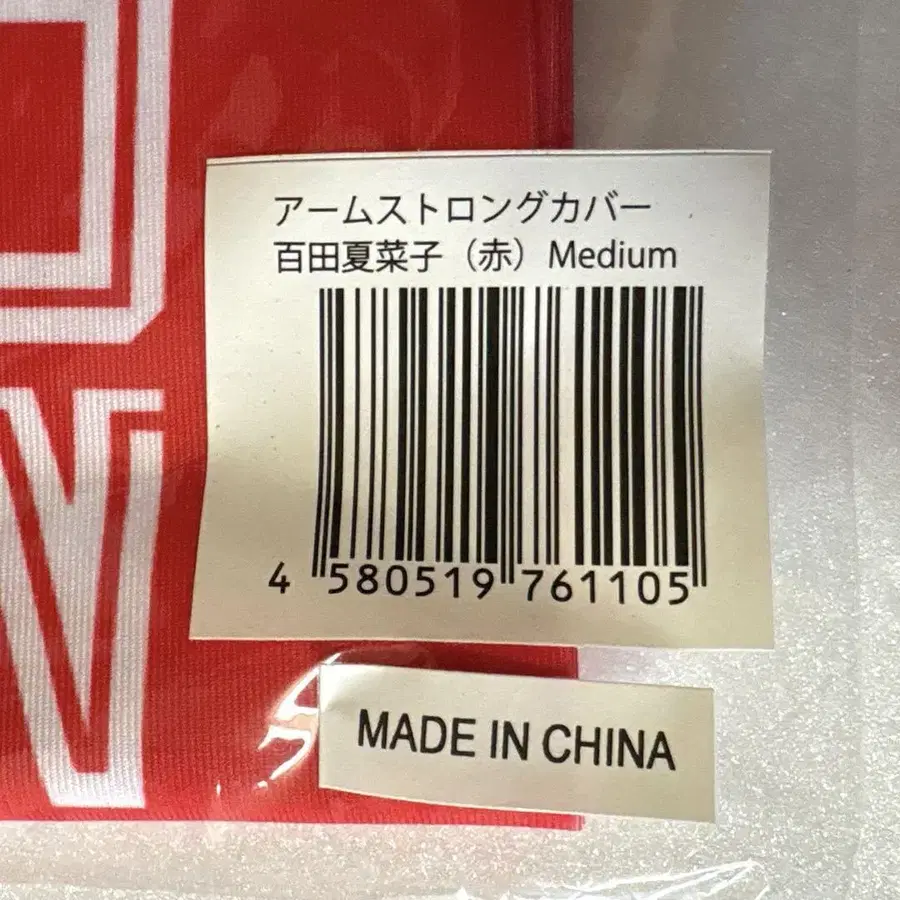 アームストロングカバー
百田夏菜子（赤）Medium
4 580519 761105
MADE IN CHINA